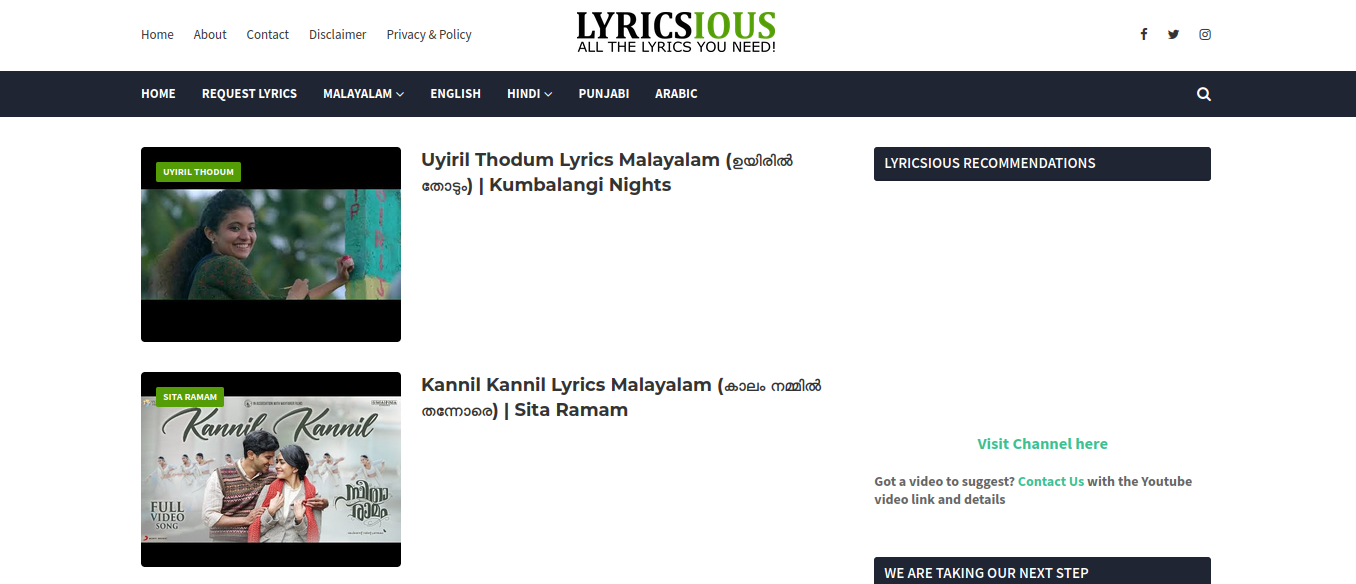 Home About Contact Disclaimer Privacy & Policy
LYRICSIOUS
ALL THE LYRICS YOU NEED!
HOME REQUEST LYRICS MALAYALAM ENGLISH HINDI PUNJABI ARABIC
UYIRIL THODUM
Uyiril Thodum Lyrics Malayalam (ഉയിരിൽ
തോടും) | Kumbalangi Nights
SITA RAMAM
Kannil Kannil
FULL
VIDEO
SONG
സീതാ
രാമം
Kannil Kannil Lyrics Malayalam (കാലം നമ്മിൽ
തന്നോരെ) | Sita Ramam
LYRICSIOUS RECOMMENDATIONS
Visit Channel here
Got a video to suggest? Contact Us with the Youtube
video link and details
WE ARE TAKING OUR NEXT STEP